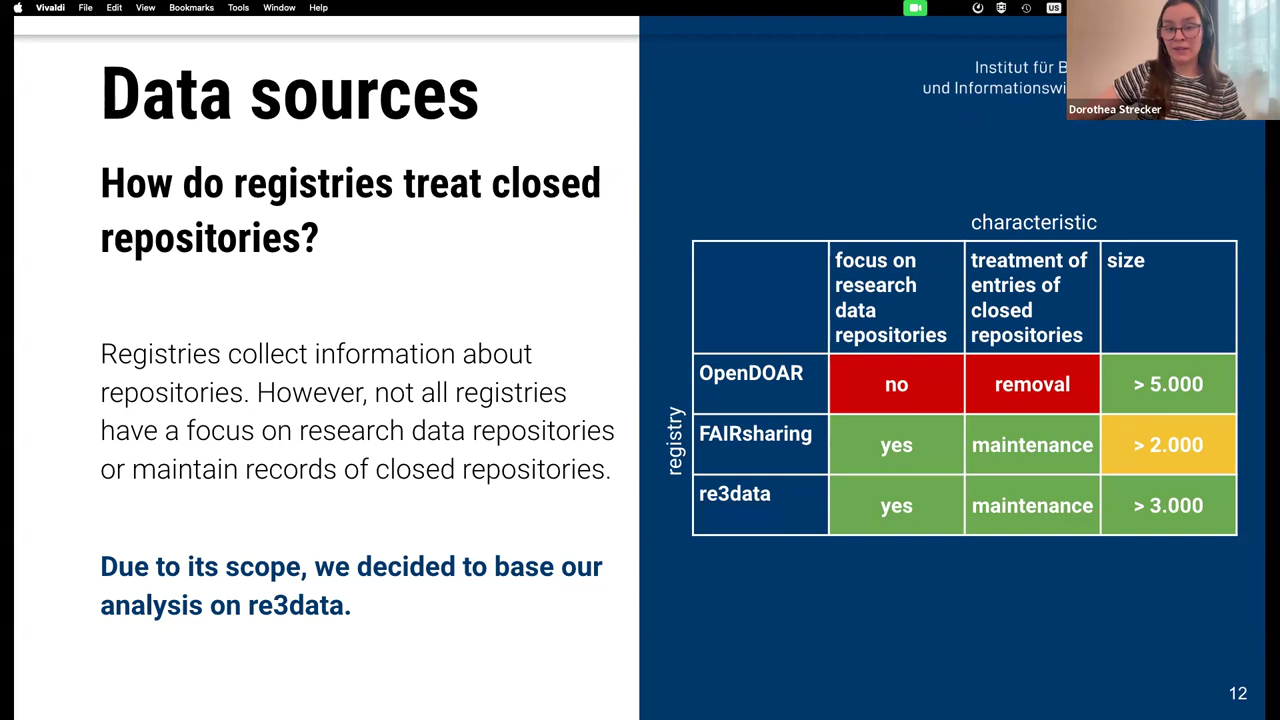 Vivaldi File Edit View Bookmarks Tools Window Help
US
Data sources
How do registries treat closed
repositories?
Registries collect information about
repositories. However, not all registries
have a focus on research data repositories
or maintain records of closed repositories.
Due to its scope, we decided to base our
analysis on re3data.
Institut für B
und Informationswi
Dorothea Strecker
characteristic
focus on
research
data
repositories
treatment of
entries of
closed
repositories
size
registry
OpenDOAR
no
removal
> 5.000
FAIRsharing
yes
maintenance
> 2.000
re3data
yes
maintenance
> 3.000
12